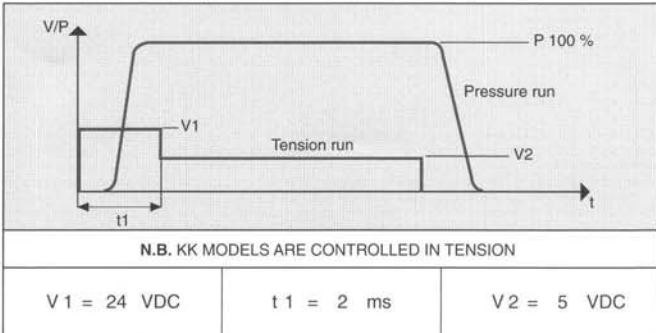 V/P
P 100 %
Pressure run
V1
Tension run
V2
t
t1
N.B. KK MODELS ARE CONTROLLED IN TENSION
V 1 = 24 VDC
t 1 = 2 ms
V 2 = 5 VDC